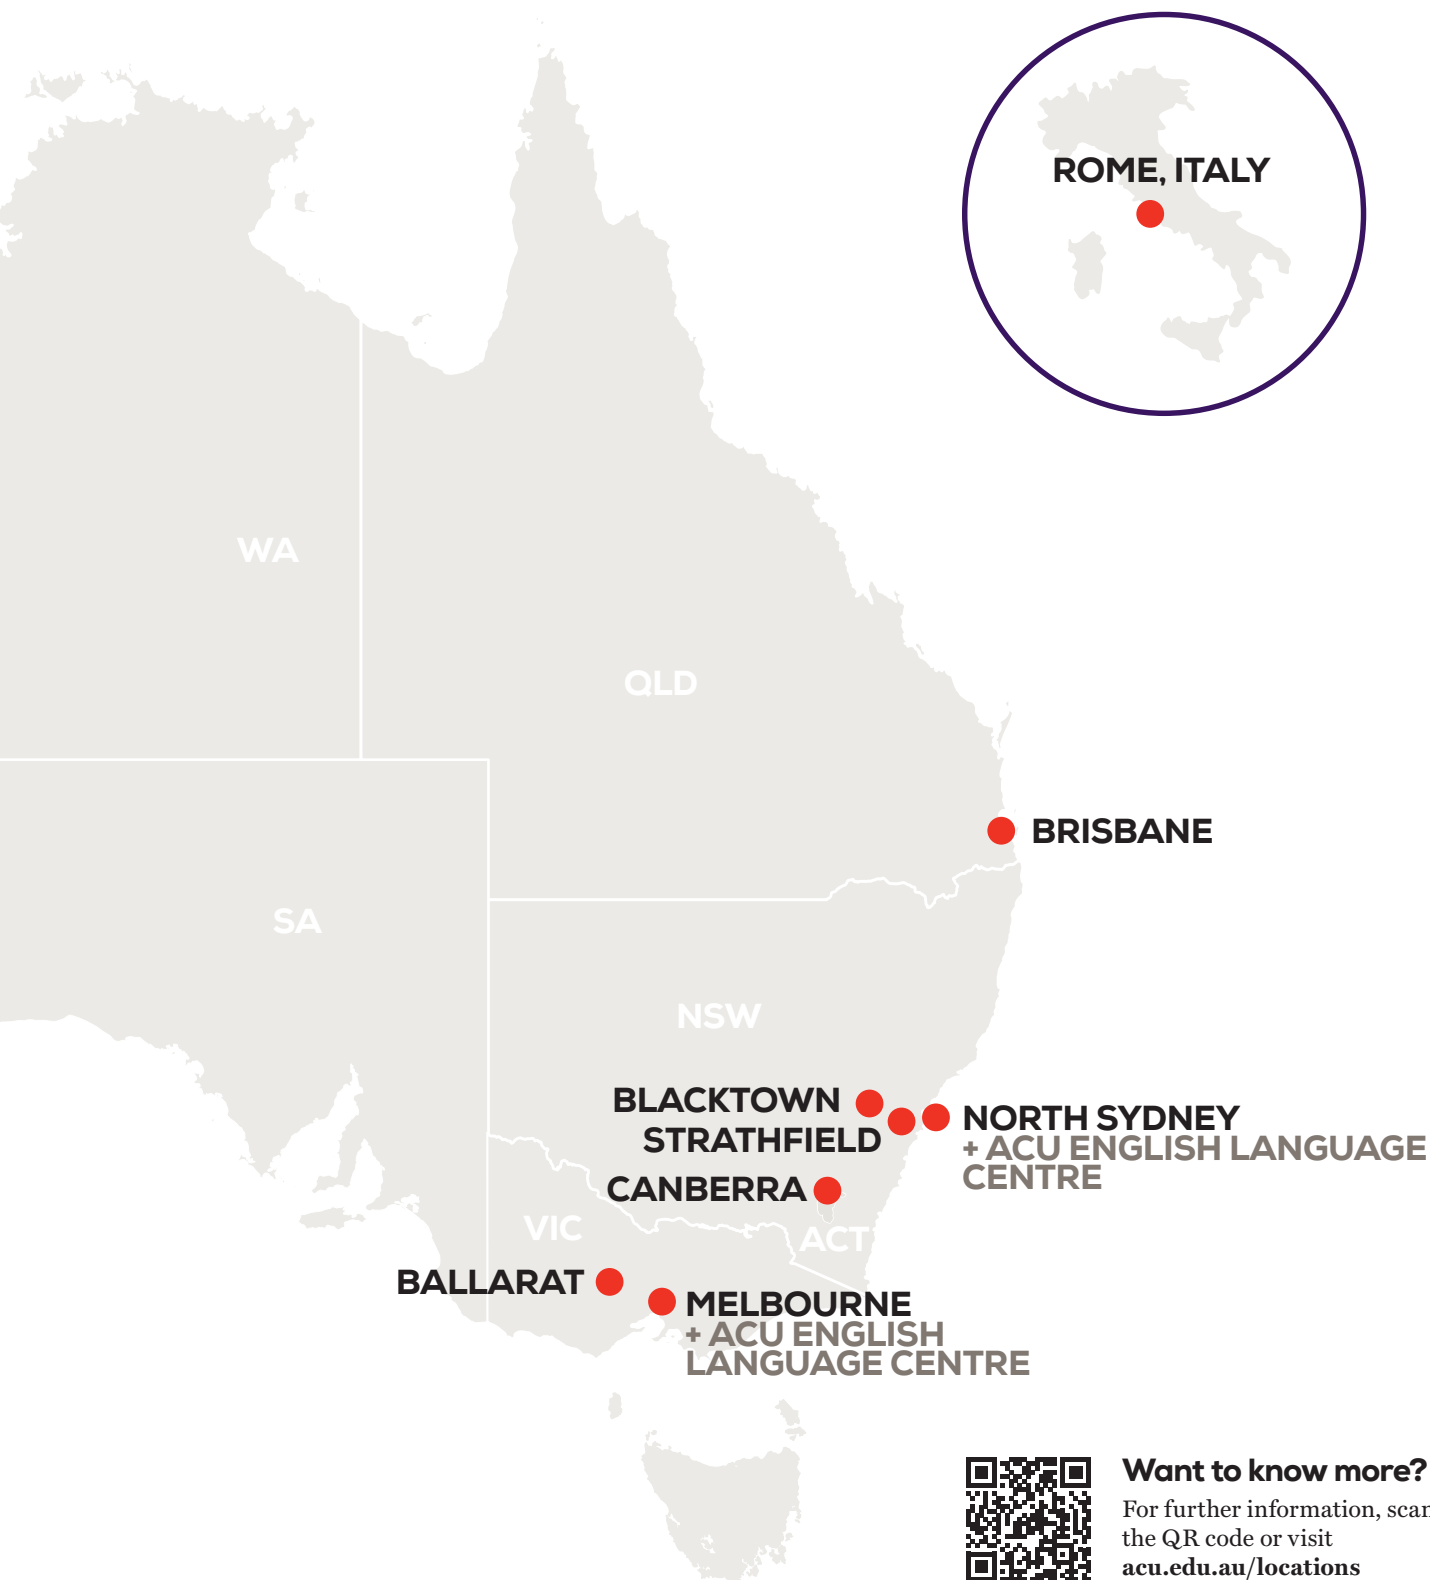 ROME, ITALY
WA
QLD
BRISBANE
SA
NSW
BLACKTOWN
STRATHFIELD
NORTH SYDNEY
+ ACU ENGLISH LANGUAGE
CENTRE
CANBERRA
VIC
ACT
BALLARAT
MELBOURNE
+ ACU ENGLISH
LANGUAGE CENTRE
Want to know more?
For further information, scan
the QR code or visit
acu.edu.au/locations